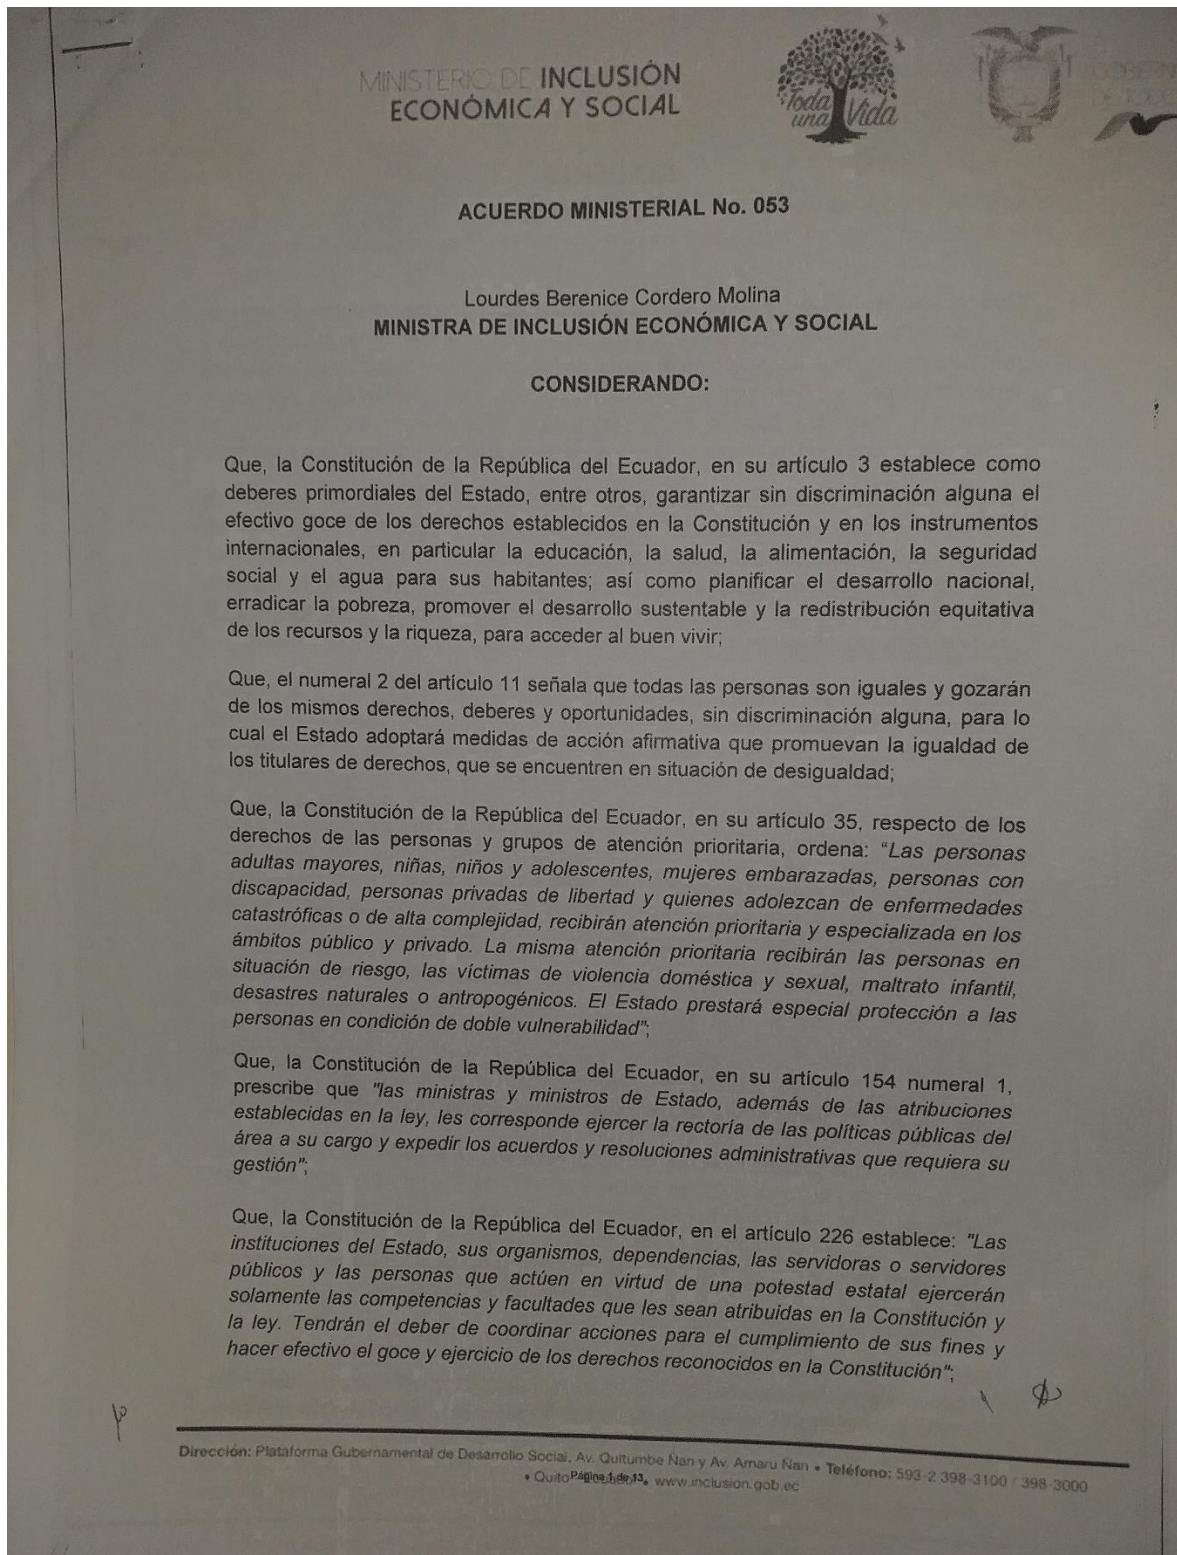 MINISTERIO DE INCLUSIÓN
ECONÓMICA Y SOCIAL
Toda
una Vida
ACUERDO MINISTERIAL No. 053
Lourdes Berenice Cordero Molina
MINISTRA DE INCLUSIÓN ECONÓMICA Y SOCIAL
CONSIDERANDO:
Que, la Constitución de la República del Ecuador, en su artículo 3 establece como
deberes primordiales del Estado, entre otros, garantizar sin discriminación alguna el
efectivo goce de los derechos establecidos en la Constitución y en los instrumentos
internacionales, en particular la educación, la salud, la alimentación, la seguridad
social y el agua para sus habitantes; así como planificar el desarrollo nacional,
erradicar la pobreza, promover el desarrollo sustentable y la redistribución equitativa
de los recursos y la riqueza, para acceder al buen vivir;
Que, el numeral 2 del artículo 11 señala que todas las personas son iguales y gozarán
de los mismos derechos, deberes y oportunidades, sin discriminación alguna, para lo
cual el Estado adoptará medidas de acción afirmativa que promuevan la igualdad de
los titulares de derechos, que se encuentren en situación de desigualdad;
Que, la Constitución de la República del Ecuador, en su artículo 35, respecto de los
derechos de las personas y grupos de atención prioritaria, ordena: “Las personas
adultas mayores, niñas, niños y adolescentes, mujeres embarazadas, personas con
discapacidad, personas privadas de libertad y quienes adolezcan de enfermedades
catastróficas o de alta complejidad, recibirán atención prioritaria y especializada en los
ámbitos público y privado. La misma atención prioritaria recibirán las personas en
situación de riesgo, las víctimas de violencia doméstica y sexual, maltrato infantil,
desastres naturales o antropogénicos. El Estado prestará especial protección a las
personas en condición de doble vulnerabilidad”;
Que, la Constitución de la República del Ecuador, en su artículo 154 numeral 1,
prescribe que "las ministras y ministros de Estado, además de las atribuciones
establecidas en la ley, les corresponde ejercer la rectoría de las políticas públicas del
área a su cargo y expedir los acuerdos y resoluciones administrativas que requiera su
gestión";
Que, la Constitución de la República del Ecuador, en el artículo 226 establece: "Las
instituciones del Estado, sus organismos, dependencias, las servidoras o servidores
públicos y las personas que actúen en virtud de una potestad estatal ejercerán
solamente las competencias y facultades que les sean atribuidas en la Constitución y
la ley. Tendrán el deber de coordinar acciones para el cumplimiento de sus fines y
hacer efectivo el goce y ejercicio de los derechos reconocidos en la Constitución";
Dirección: Plataforma Gubernamental de Desarrollo Social, Av. Quitumbe Ñan y Av. Amaru Ñan • Teléfono: 593-2 398-3100 / 398-3000
• Quito Página 1 de 13 • www.inclusion.gob.ec